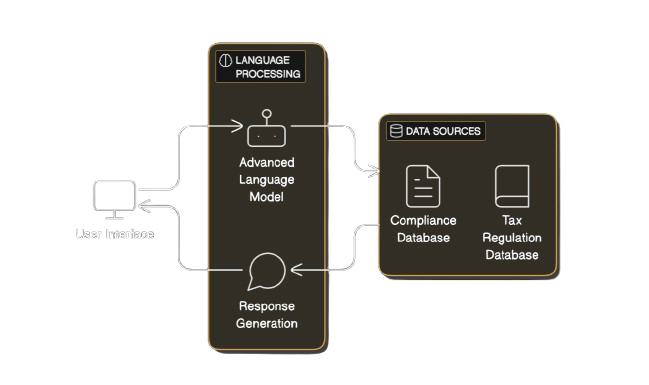 LANGUAGE
PROCESSING
Advanced
Language
Model
DATA SOURCES
Compliance
Database
Tax
Regulation
Database
User Interface
Response
Generation